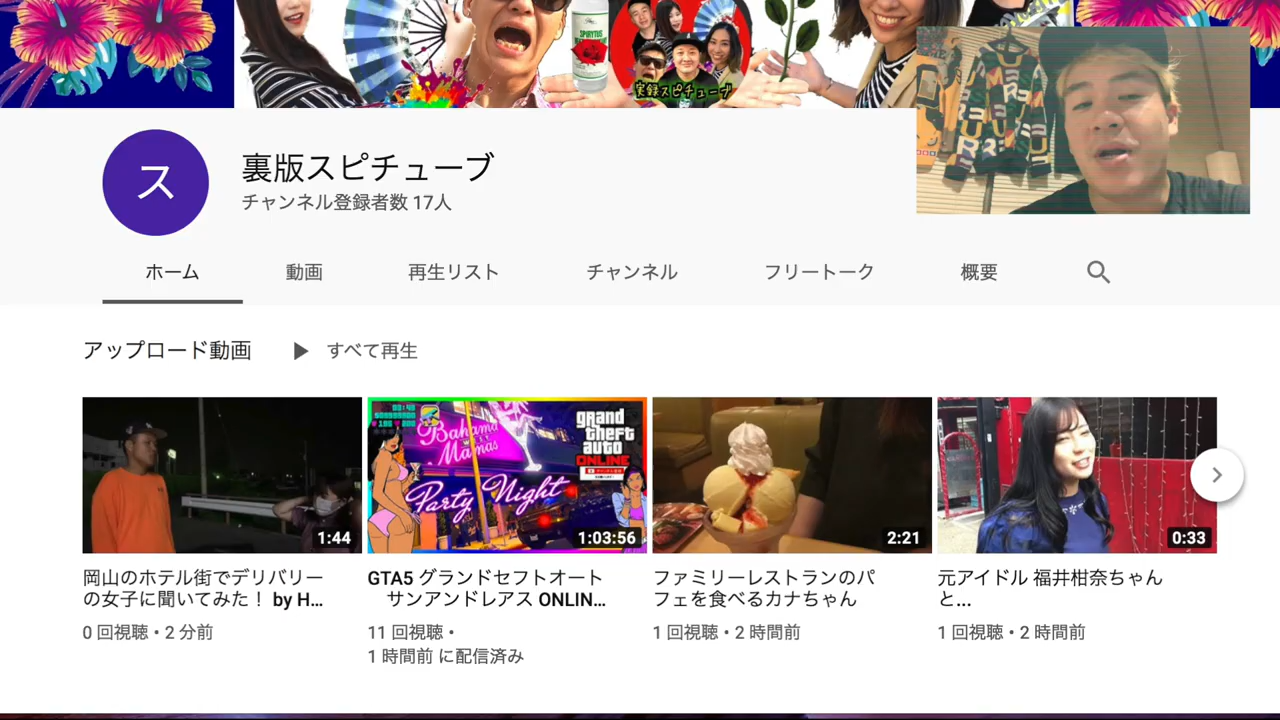 SPIRYTUS
実録スピチューブ
ス
裏版スピチューブ
チャンネル登録者数 17人
ホーム
動画
再生リスト
チャンネル
フリートーク
概要
アップロード動画
すべて再生
1:44
Bahama
Mamas
Party Night
grand
theft
auto
ONLINE
1:03:56
2:21
0:33
岡山のホテル街でデリバリー
の女子に聞いてみた！ by H...
0 回視聴・2 分前
GTA5 グランドセフトオート
サンアンドレアス ONLIN...
11 回視聴・
1 時間前 に配信済み
ファミリーレストランのパ
フェを食べるカナちゃん
1 回視聴・2 時間前
元アイドル 福井柑奈ちゃん
と...
1 回視聴・2 時間前